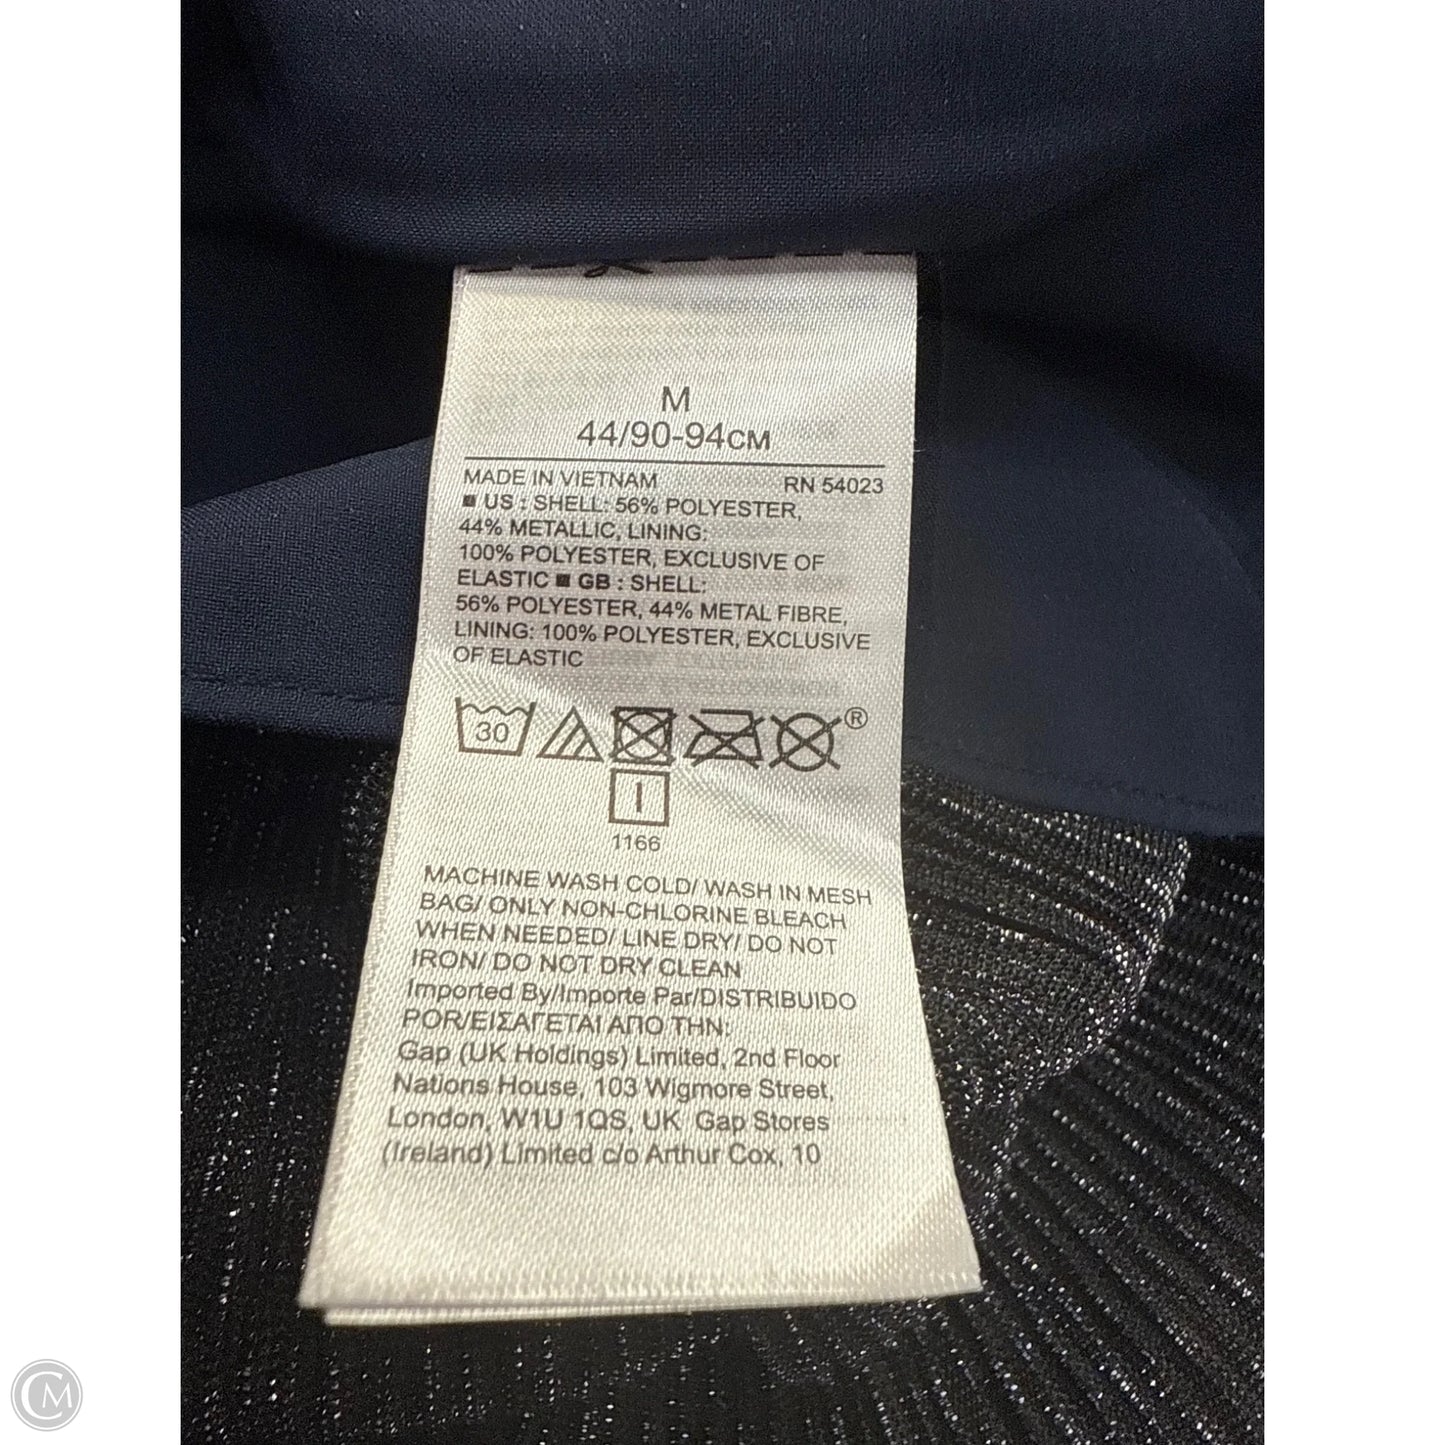 M
44/90-94CM
MADE IN VIETNAM RN 54023
■ US : SHELL: 56% POLYESTER,
44% METALLIC, LINING:
100% POLYESTER, EXCLUSIVE OF
ELASTIC ■ GB : SHELL:
56% POLYESTER, 44% METAL FIBRE,
LINING: 100% POLYESTER, EXCLUSIVE
OF ELASTIC
30 ®
I
1166
MACHINE WASH COLD/ WASH IN MESH
BAG/ ONLY NON-CHLORINE BLEACH
WHEN NEEDED/ LINE DRY/ DO NOT
IRON/ DO NOT DRY CLEAN
Imported By/Importe Par/DISTRIBUIDO
POR/ΕΙΣΑΓΕΤΑΙ ΑΠΟ ΤΗΝ:
Gap (UK Holdings) Limited, 2nd Floor
Nations House, 103 Wigmore Street,
London, W1U 1QS, UK Gap Stores
(Ireland) Limited c/o Arthur Cox, 10
CM